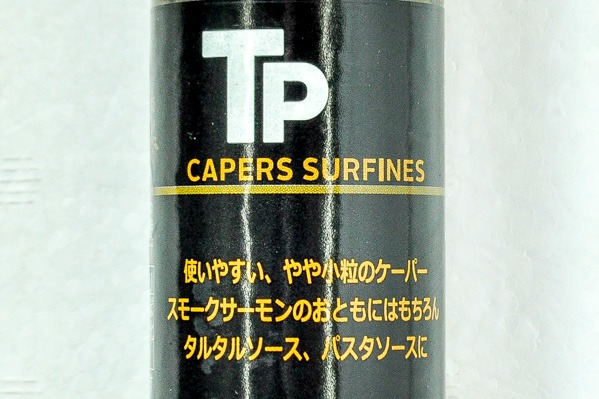 TP
CAPERS SURFINES
使いやすい、やや小粒のケーパー
スモークサーモンのおともにはもちろん
タルタルソース、パスタソースに